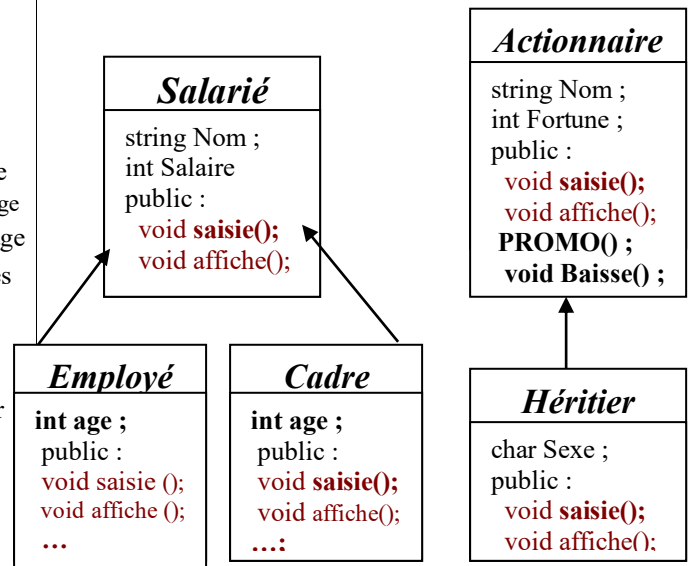 Salarié
string Nom ;
int Salaire
public :
void saisie();
void affiche();
Actionnaire
string Nom ;
int Fortune ;
public :
void saisie();
void affiche();
PROMO() ;
void Baisse() ;
Employé
int age ;
public :
void saisie ();
void affiche ();
…
Cadre
int age ;
public :
void saisie();
void affiche();
…;
Héritier
char Sexe ;
public :
void saisie();
void affiche();